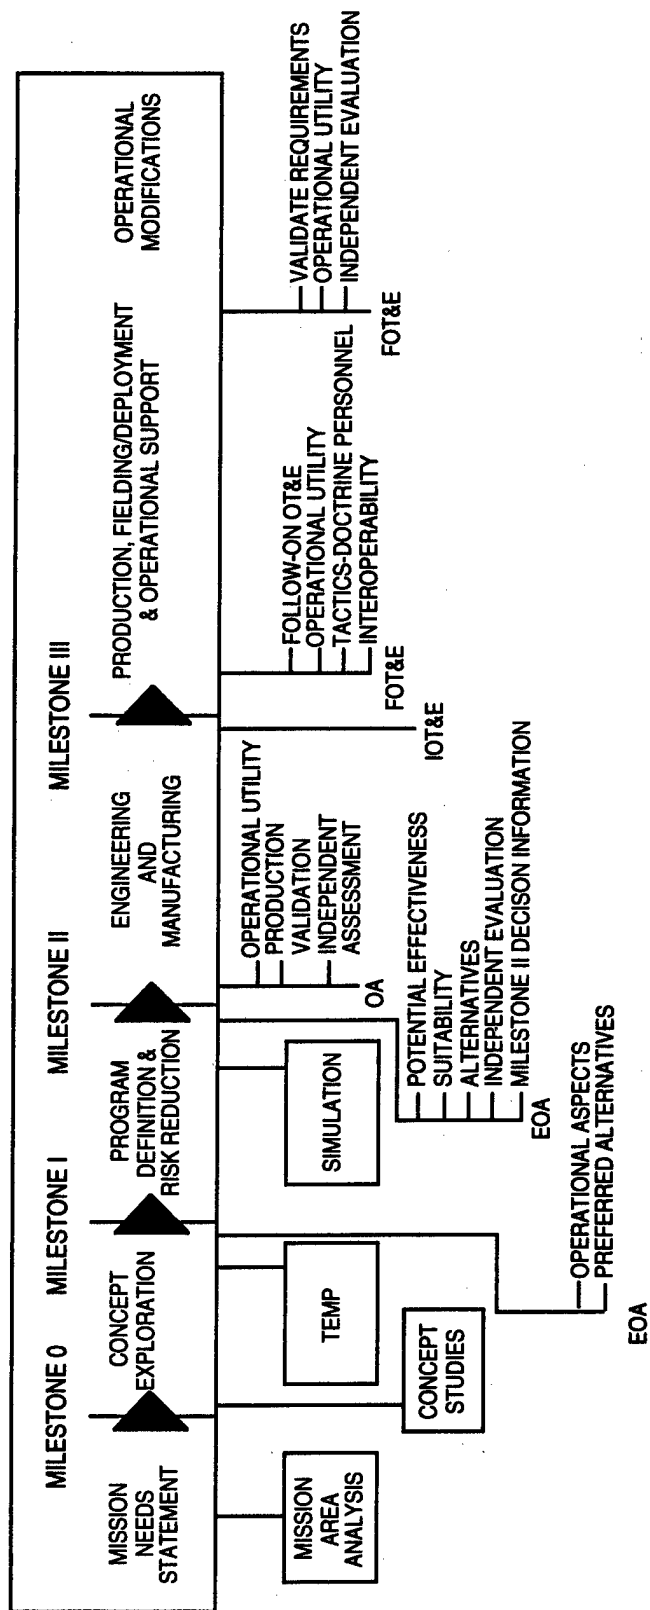 MILESTONE 0
MILESTONE I
MILESTONE II
MILESTONE III
MISSION
NEEDS
STATEMENT
CONCEPT
EXPLORATION
PROGRAM
DEFINITION &
RISK REDUCTION
ENGINEERING
AND
MANUFACTURING
PRODUCTION, FIELDING/DEPLOYMENT
& OPERATIONAL SUPPORT
OPERATIONAL
MODIFICATIONS
MISSION
AREA
ANALYSIS
CONCEPT
STUDIES
TEMP
OPERATIONAL ASPECTS
PREFERRED ALTERNATIVES
EOA
SIMULATION
POTENTIAL EFFECTIVENESS
SUITABILITY
ALTERNATIVES
INDEPENDENT EVALUATION
MILESTONE II DECISON INFORMATION
EOA
OPERATIONAL UTILITY
PRODUCTION
VALIDATION
INDEPENDENT
ASSESSMENT
OA
IOT&E
FOLLOW-ON OT&E
OPERATIONAL UTILITY
TACTICS-DOCTRINE PERSONNEL
INTEROPERABILITY
FOT&E
VALIDATE REQUIREMENTS
OPERATIONAL UTILITY
INDEPENDENT EVALUATION
FOT&E